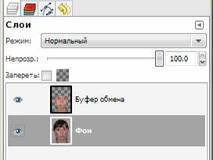 Слои
Режим: Нормальный
Непрозр.: 100.0
Запереть:
Буфер обмена
Фон